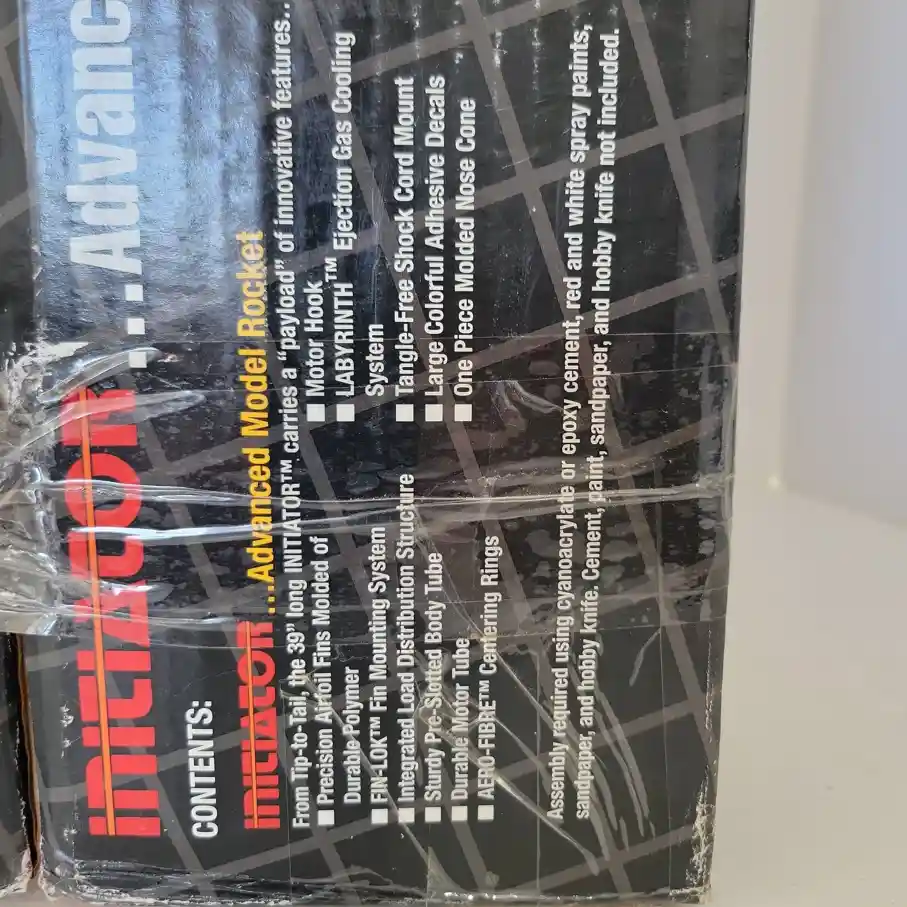 INITIATOR ...Advanc
CONTENTS:
INITIATOR ...Advanced Model Rocket
From Tip-to-Tail, the 39" long INITIATOR™ carries a "payload" of innovative features...
■ Precision Airfoil Fins Molded of
Durable Polymer
■ FIN-LOK™ Fin Mounting System
■ Integrated Load Distribution Structure
■ Sturdy Pre-Slotted Body Tube
■ Durable Motor Tube
■ AERO-FIBRE™ Centering Rings
■ Motor Hook
■ LABYRINTH™ Ejection Gas Cooling
System
■ Tangle-Free Shock Cord Mount
■ Large Colorful Adhesive Decals
■ One Piece Molded Nose Cone
Assembly required using cyanoacrylate or epoxy cement, red and white spray paints,
sandpaper, and hobby knife. Cement, paint, sandpaper, and hobby knife not included.